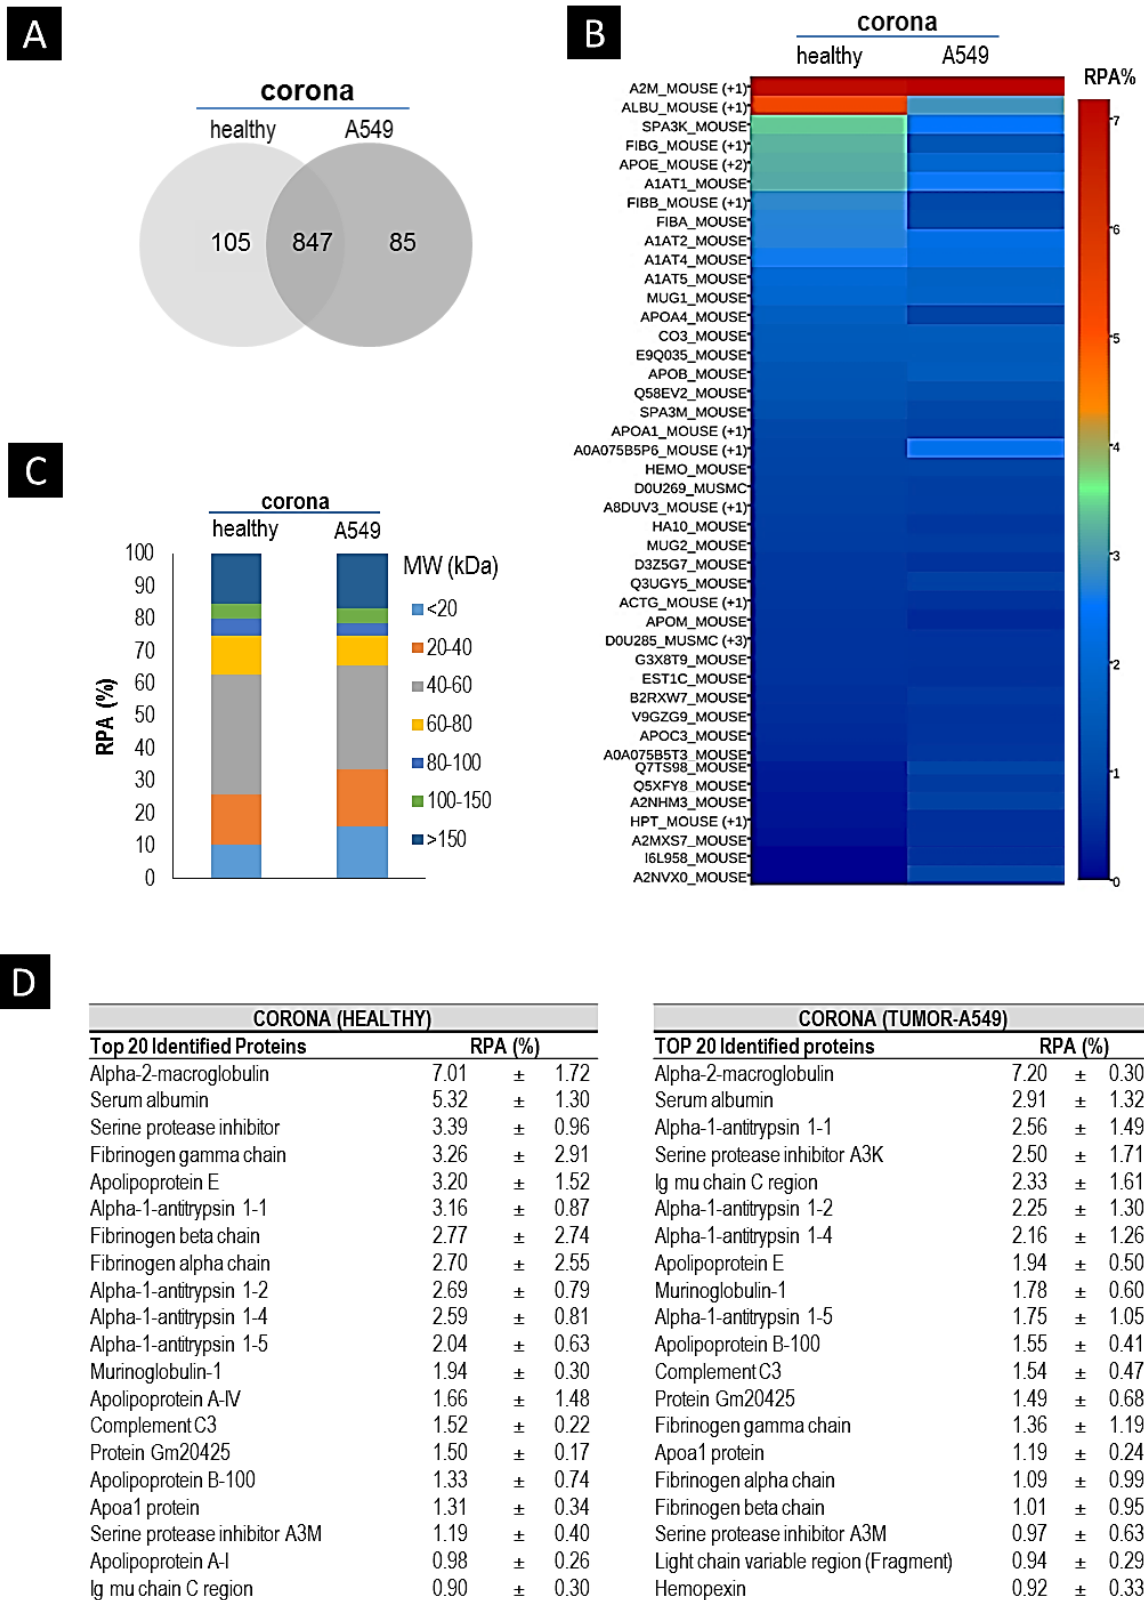 A
corona
healthy A549
105 847 85
B
corona
healthy A549
RPA%
A2M_MOUSE (+1)
ALBU_MOUSE (+1)
SPA3K_MOUSE
FIBG_MOUSE (+1)
APOE_MOUSE (+2)
A1AT1_MOUSE
FIBB_MOUSE (+1)
FIBA_MOUSE
A1AT2_MOUSE
A1AT4_MOUSE
A1AT5_MOUSE
MUG1_MOUSE
APOA4_MOUSE
CO3_MOUSE
E9Q035_MOUSE
APOB_MOUSE
Q58EV2_MOUSE
SPA3M_MOUSE
APOA1_MOUSE (+1)
A0A075B5P6_MOUSE (+1)
HEMO_MOUSE
D0U269_MUSMC
A8DUV3_MOUSE (+1)
HA10_MOUSE
MUG2_MOUSE
D3Z5G7_MOUSE
Q3UGY5_MOUSE
ACTG_MOUSE (+1)
APOM_MOUSE
D0U285_MUSMC (+3)
G3X8T9_MOUSE
EST1C_MOUSE
B2RXW7_MOUSE
V9GZG9_MOUSE
APOC3_MOUSE
A0A075B5T3_MOUSE
Q7TS98_MOUSE
Q5XFY8_MOUSE
A2NHM3_MOUSE
HPT_MOUSE (+1)
A2MXS7_MOUSE
I6L958_MOUSE
A2NVX0_MOUSE
7
6
5
4
3
2
1
0
C
corona
healthy A549
RPA (%)
100
90
80
70
60
50
40
30
20
10
0
MW (kDa)
<20
20-40
40-60
60-80
80-100
100-150
>150
D
CORONA (HEALTHY)
Top 20 Identified Proteins RPA (%)
Alpha-2-macroglobulin 7.01 ± 1.72
Serum albumin 5.32 ± 1.30
Serine protease inhibitor 3.39 ± 0.96
Fibrinogen gamma chain 3.26 ± 2.91
Apolipoprotein E 3.20 ± 1.52
Alpha-1-antitrypsin 1-1 3.16 ± 0.87
Fibrinogen beta chain 2.77 ± 2.74
Fibrinogen alpha chain 2.70 ± 2.55
Alpha-1-antitrypsin 1-2 2.69 ± 0.79
Alpha-1-antitrypsin 1-4 2.59 ± 0.81
Alpha-1-antitrypsin 1-5 2.04 ± 0.63
Murinoglobulin-1 1.94 ± 0.30
Apolipoprotein A-IV 1.66 ± 1.48
Complement C3 1.52 ± 0.22
Protein Gm20425 1.50 ± 0.17
Apolipoprotein B-100 1.33 ± 0.74
Apoa1 protein 1.31 ± 0.34
Serine protease inhibitor A3M 1.19 ± 0.40
Apolipoprotein A-I 0.98 ± 0.26
Ig mu chain C region 0.90 ± 0.30
CORONA (TUMOR-A549)
TOP 20 Identified proteins RPA (%)
Alpha-2-macroglobulin 7.20 ± 0.30
Serum albumin 2.91 ± 1.32
Alpha-1-antitrypsin 1-1 2.56 ± 1.49
Serine protease inhibitor A3K 2.50 ± 1.71
Ig mu chain C region 2.33 ± 1.61
Alpha-1-antitrypsin 1-2 2.25 ± 1.30
Alpha-1-antitrypsin 1-4 2.16 ± 1.26
Apolipoprotein E 1.94 ± 0.50
Murinoglobulin-1 1.78 ± 0.60
Alpha-1-antitrypsin 1-5 1.75 ± 1.05
Apolipoprotein B-100 1.55 ± 0.41
Complement C3 1.54 ± 0.47
Protein Gm20425 1.49 ± 0.68
Fibrinogen gamma chain 1.36 ± 1.19
Apoa1 protein 1.19 ± 0.24
Fibrinogen alpha chain 1.09 ± 0.99
Fibrinogen beta chain 1.01 ± 0.95
Serine protease inhibitor A3M 0.97 ± 0.63
Light chain variable region (Fragment) 0.94 ± 0.29
Hemopexin 0.92 ± 0.33